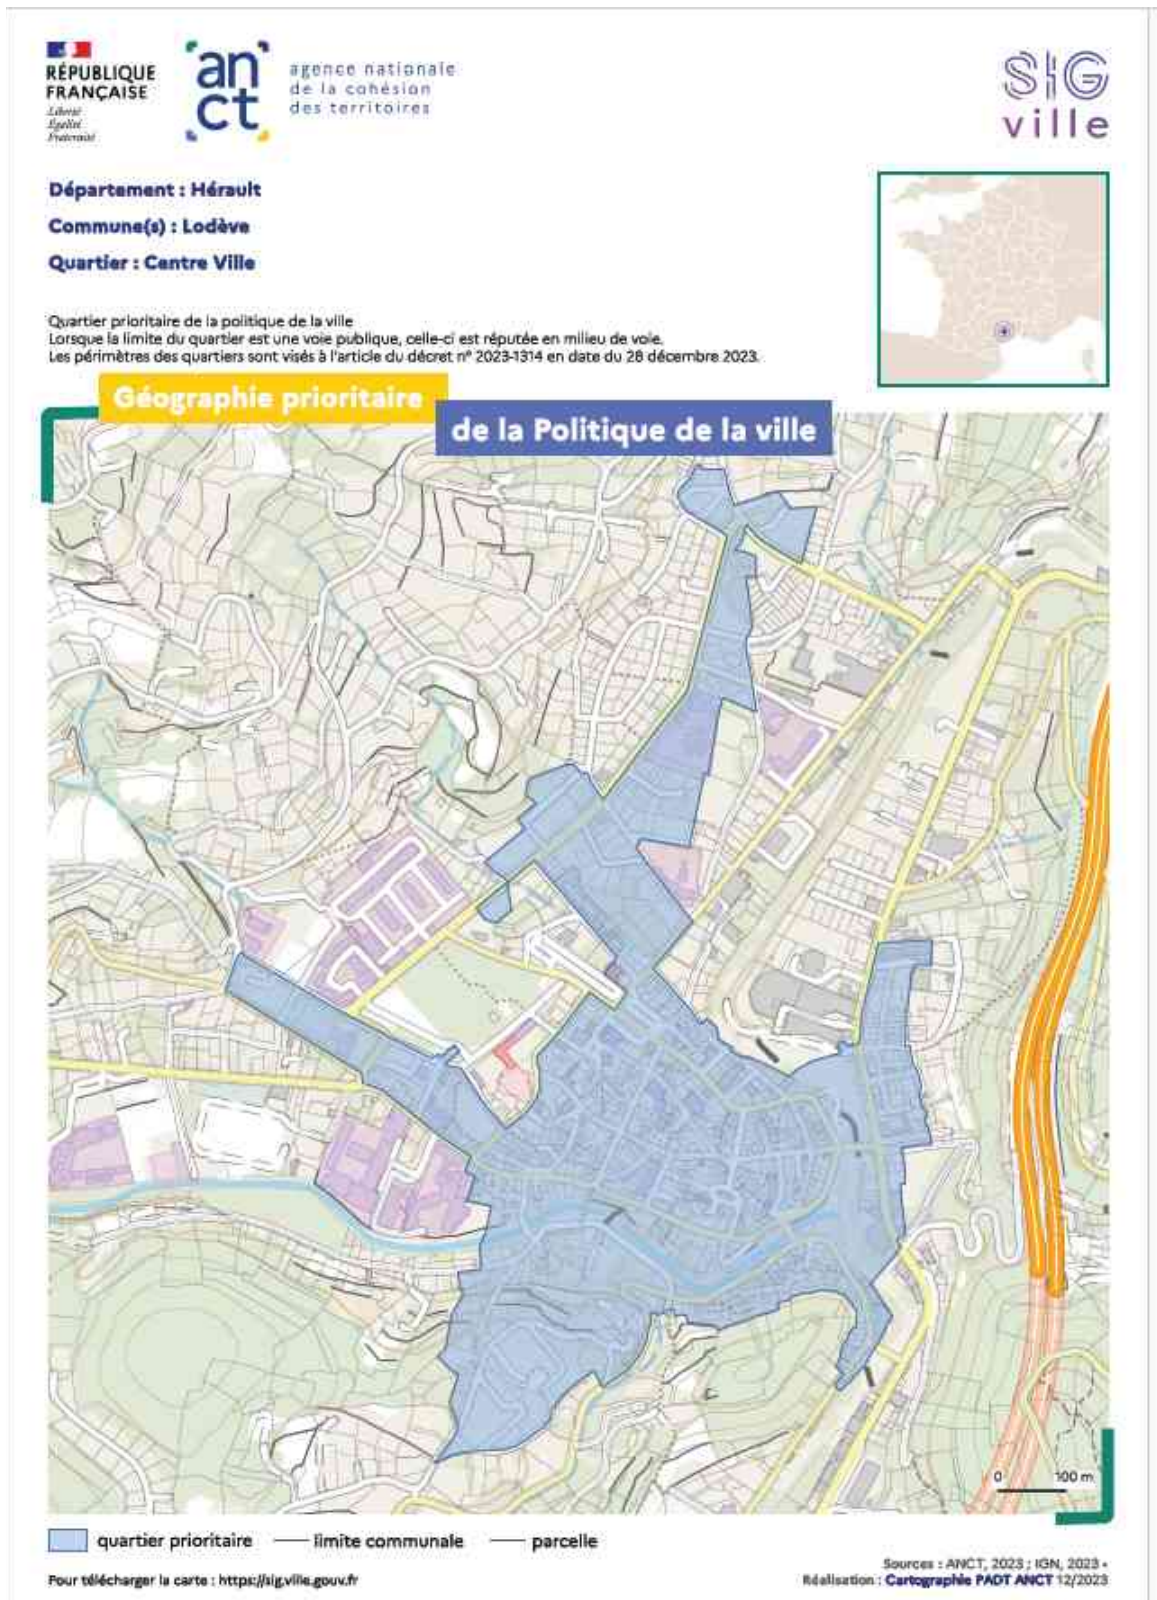 RÉPUBLIQUE
FRANÇAISE
Liberté
Égalité
Fraternité
anct
agence nationale
de la cohésion
des territoires
SIG
ville
Département : Hérault
Commune(s) : Lodève
Quartier : Centre Ville
Quartier prioritaire de la politique de la ville
Lorsque la limite du quartier est une voie publique, celle-ci est réputée en milieu de voie.
Les périmètres des quartiers sont visés à l'article du décret n° 2023-1314 en date du 28 décembre 2023.
Géographie prioritaire
de la Politique de la ville
0 100 m
quartier prioritaire limite communale parcelle
Pour télécharger la carte : https://sig.ville.gouv.fr
Sources : ANCT, 2023 ; IGN, 2023 -
Réalisation : Cartographie PADT ANCT 12/2023